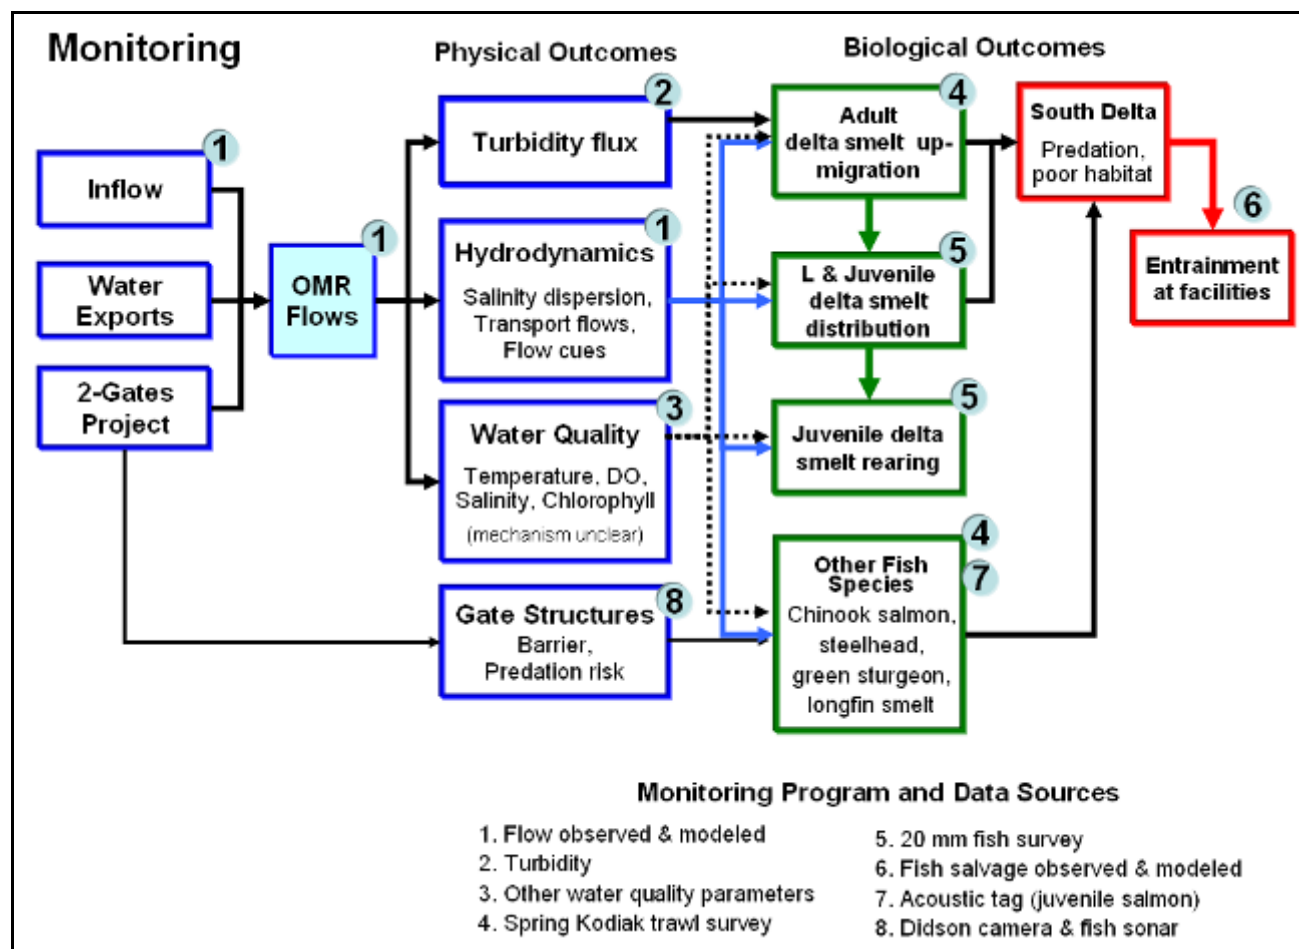 Monitoring
Physical Outcomes
Biological Outcomes
1
Inflow
Water
Exports
2-Gates
Project
1
OMR
Flows
2
Turbidity flux
1
Hydrodynamics
Salinity dispersion,
Transport flows,
Flow cues
3
Water Quality
Temperature, DO,
Salinity, Chlorophyll
(mechanism unclear)
8
Gate Structures
Barrier,
Predation risk
4
Adult
delta smelt up-
migration
5
L & Juvenile
delta smelt
distribution
5
Juvenile delta
smelt rearing
4
7
Other Fish
Species
Chinook salmon,
steelhead,
green sturgeon,
longfin smelt
South Delta
Predation,
poor habitat
6
Entrainment
at facilities
Monitoring Program and Data Sources
1. Flow observed & modeled
2. Turbidity
3. Other water quality parameters
4. Spring Kodiak trawl survey
5. 20 mm fish survey
6. Fish salvage observed & modeled
7. Acoustic tag (juvenile salmon)
8. Didson camera & fish sonar